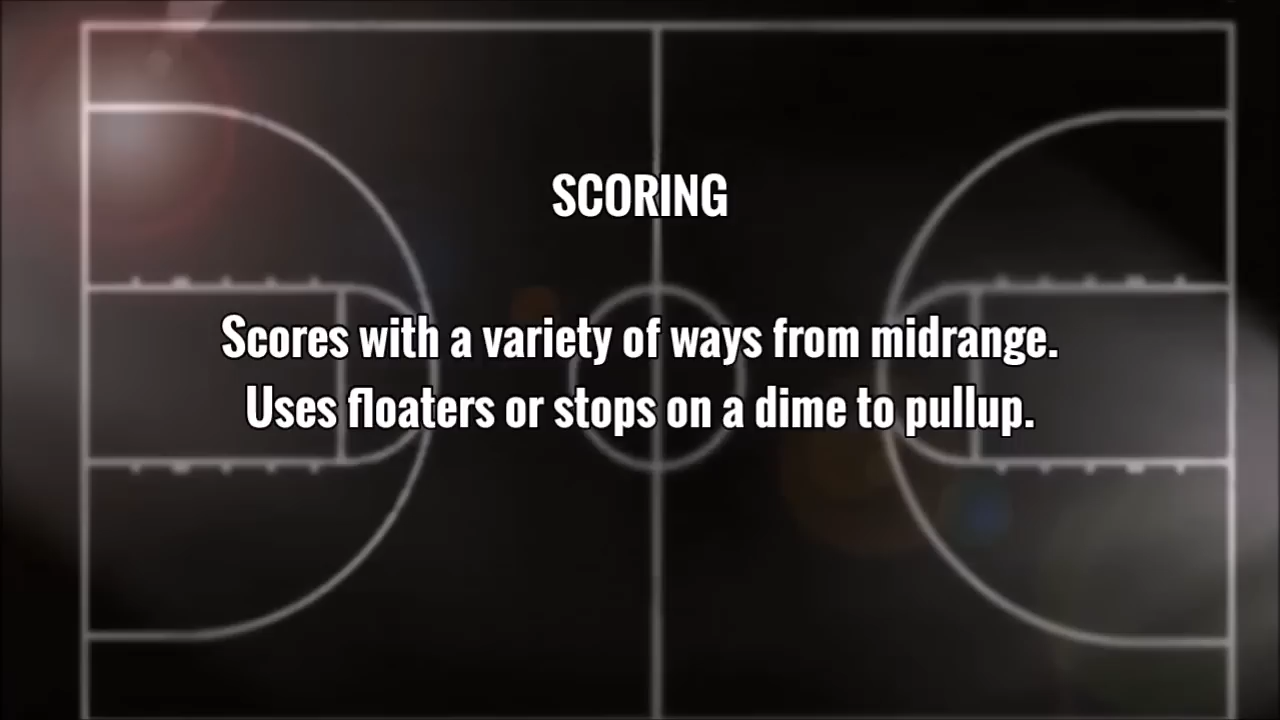 SCORING
Scores with a variety of ways from midrange.
Uses floaters or stops on a dime to pullup.